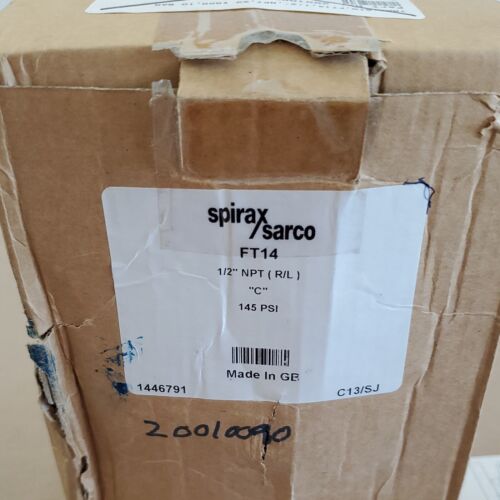 spirax
sarco
FT14
1/2" NPT ( R/L )
"C"
145 PSI
Made In GB
1446791
C13/SJ
20010090